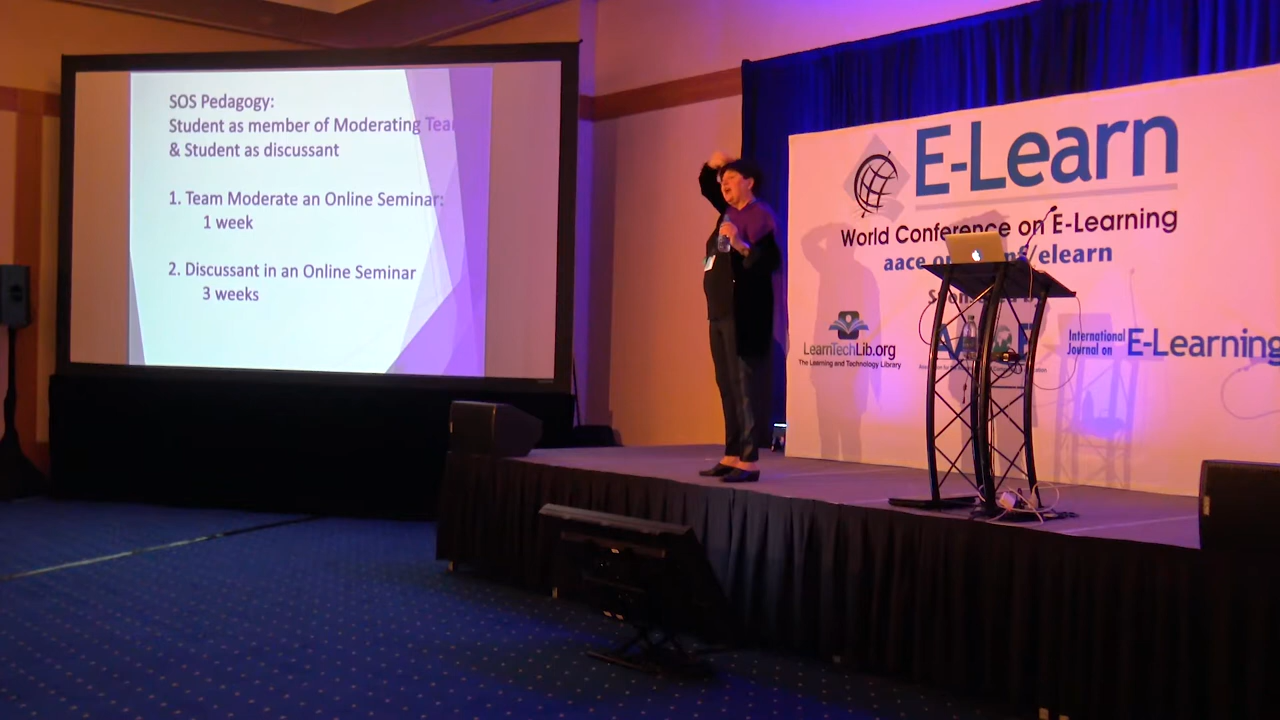 SOS Pedagogy:
Student as member of Moderating Team
& Student as discussant
1. Team Moderate an Online Seminar:
1 week
2. Discussant in an Online Seminar
3 weeks
E-Learn
World Conference on E-Learning
aace /elearn
LearnTechLib.org
The Learning and Technology Library
International
Journal on E-Learning